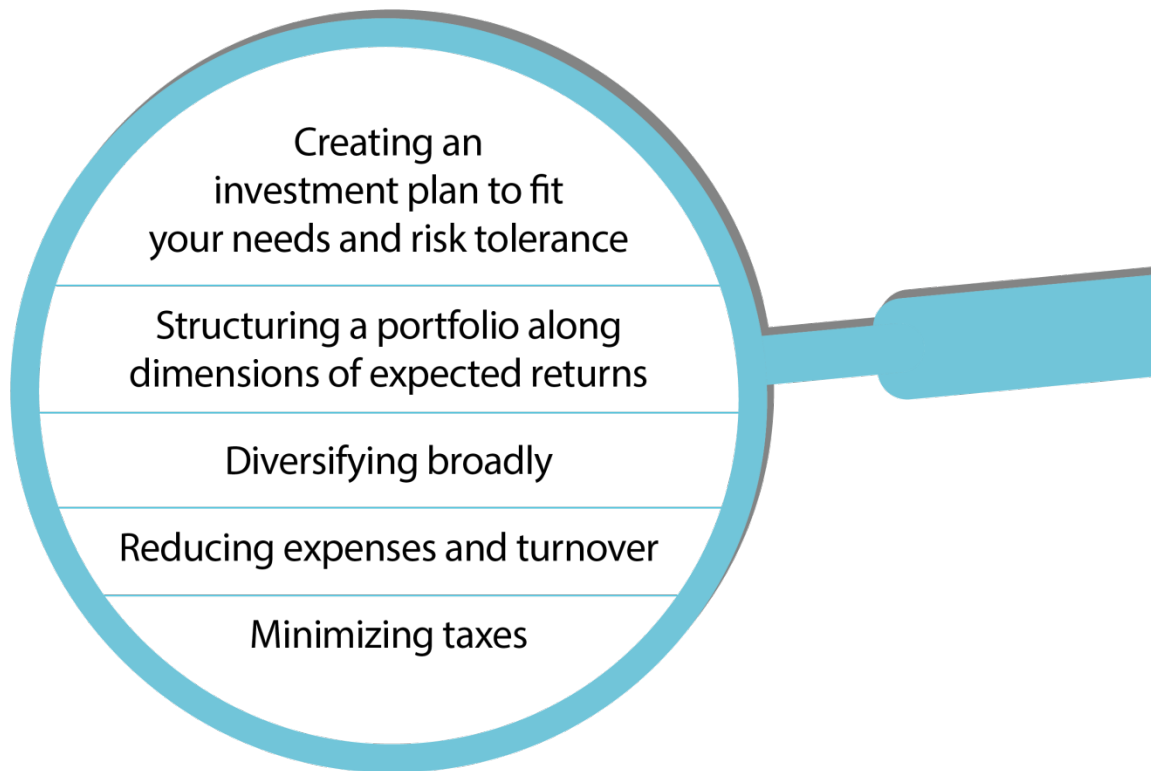 Creating an
investment plan to fit
your needs and risk tolerance
Structuring a portfolio along
dimensions of expected returns
Diversifying broadly
Reducing expenses and turnover
Minimizing taxes